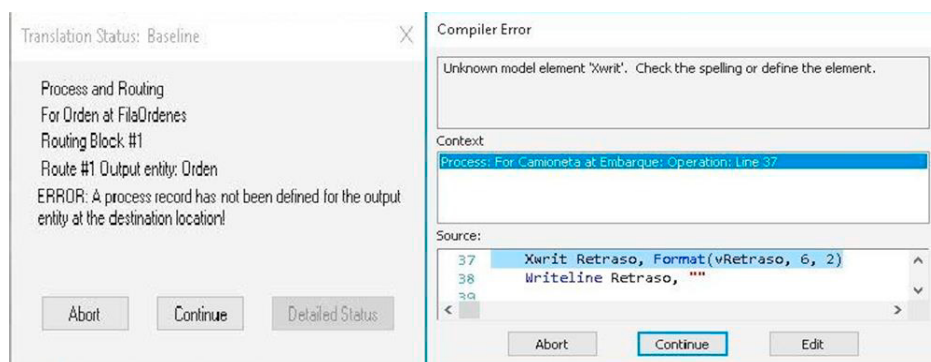 Translation Status: Baseline
Process and Routing
For Orden at FilaOrdenes
Routing Block #1
Route #1 Output entity: Orden
ERROR: A process record has not been defined for the output
entity at the destination location!
Abort
Continue
Detailed Status
Compiler Error
Unknown model element 'Xwrit'. Check the spelling or define the element.
Context
Process: For Camioneta at Embarque: Operation: Line 37
Source:
37 Xwrit Retraso, Format(vRetraso, 6, 2)
38 Writeline Retraso, ""
39
Abort
Continue
Edit